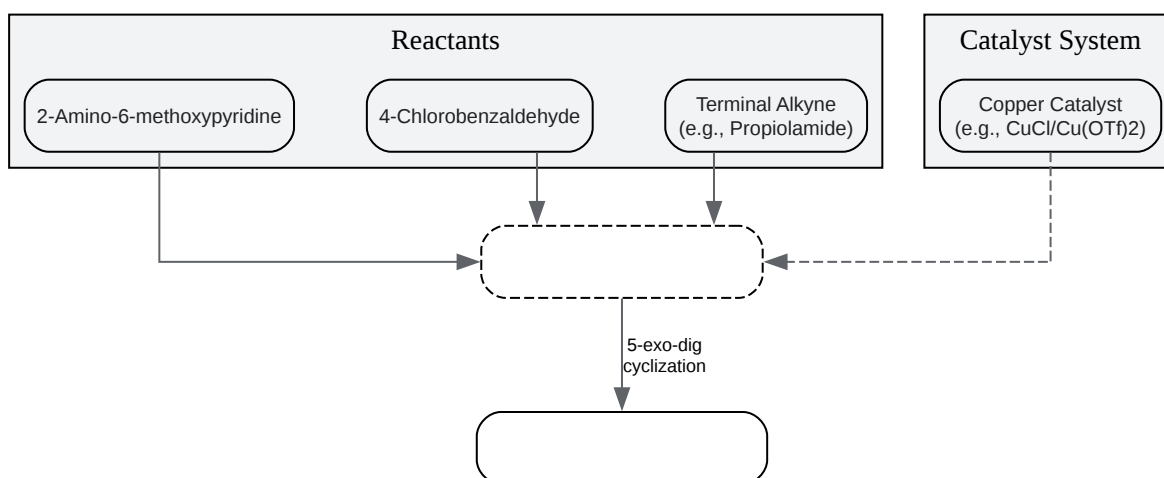 Reactants
Catalyst System
2-Amino-6-methoxypyridine
4-Chlorobenzaldehyde
Terminal Alkyne
(e.g., Propiolamide)
Copper Catalyst
(e.g., CuCl/Cu(OTf)2)
5-exo-dig
cyclization